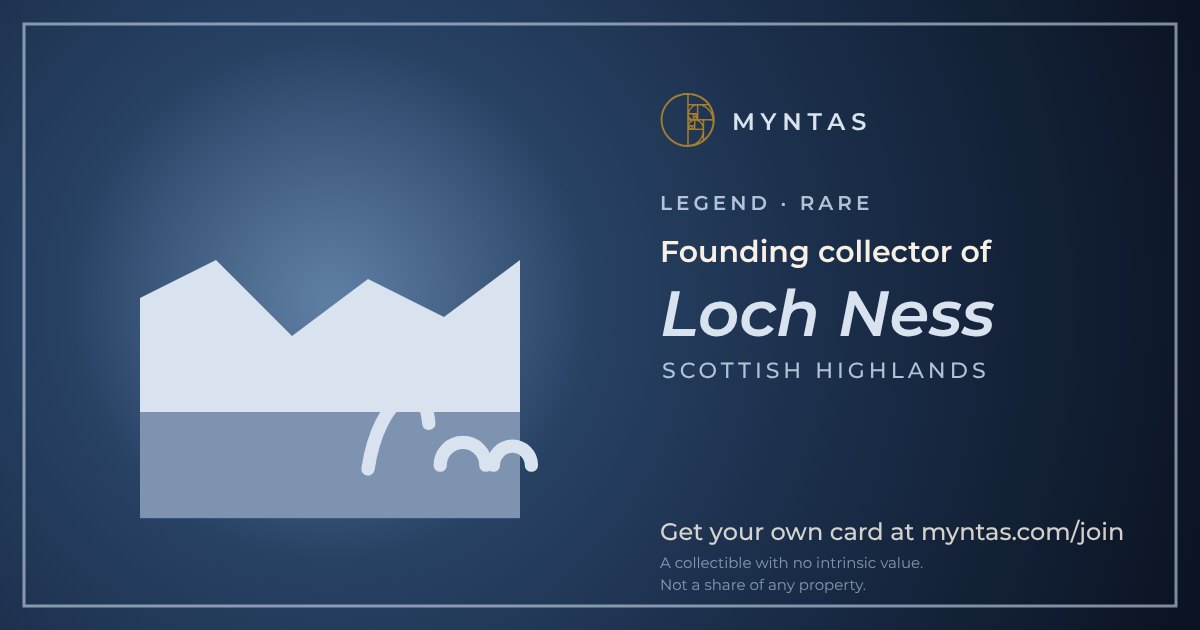 MYNTAS
LEGEND · RARE
Founding collector of
Loch Ness
SCOTTISH HIGHLANDS
Get your own card at myntas.com/join
A collectible with no intrinsic value.
Not a share of any property.